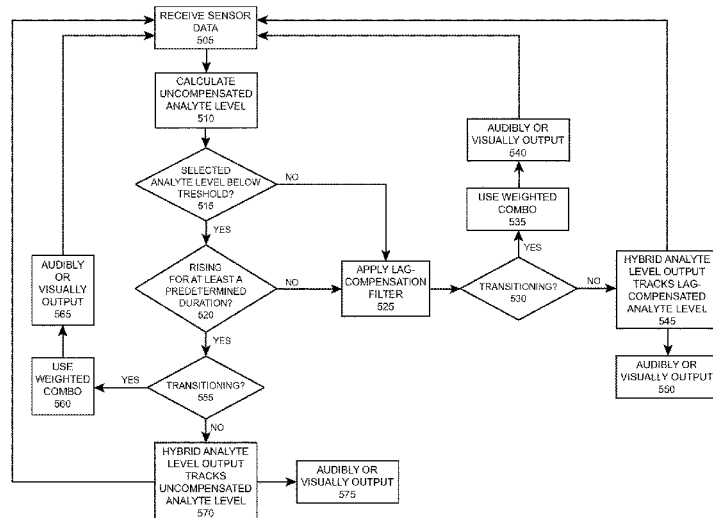 RECEIVE SENSOR
DATA
505
CALCULATE
UNCOMPENSATED
ANALYTE LEVEL
510
SELECTED
ANALYTE LEVEL BELOW
TRESHOLD?
515
NO
YES
RISING
FOR AT LEAST A
PREDETERMINED
DURATION?
520
NO
YES
APPLY LAG-
COMPENSATION
FILTER
525
TRANSITIONING?
530
YES
NO
USE WEIGHTED
COMBO
535
AUDIBLY OR
VISUALLY OUTPUT
540
HYBRID ANALYTE
LEVEL OUTPUT
TRACKS LAG-
COMPENSATED
ANALYTE LEVEL
545
AUDIBLY OR
VISUALLY OUTPUT
550
TRANSITIONING?
555
YES
NO
USE
WEIGHTED
COMBO
560
AUDIBLY
OR
VISUALLY
OUTPUT
565
HYBRID ANALYTE
LEVEL OUTPUT
TRACKS
UNCOMPENSATED
ANALYTE LEVEL
570
AUDIBLY OR
VISUALLY OUTPUT
575